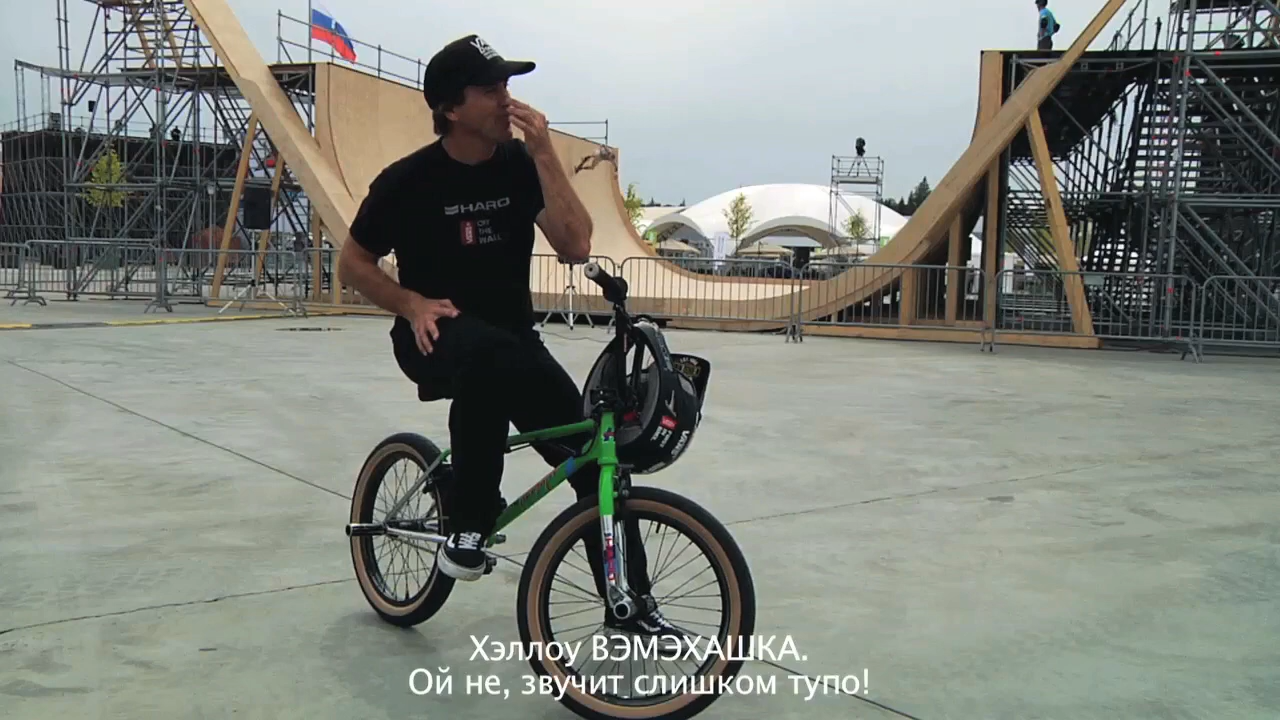 HARO
OFF
THE
WALL
Хэллоу ВЭМЭХАШКА.
Ой не, звучит слишком тупо!